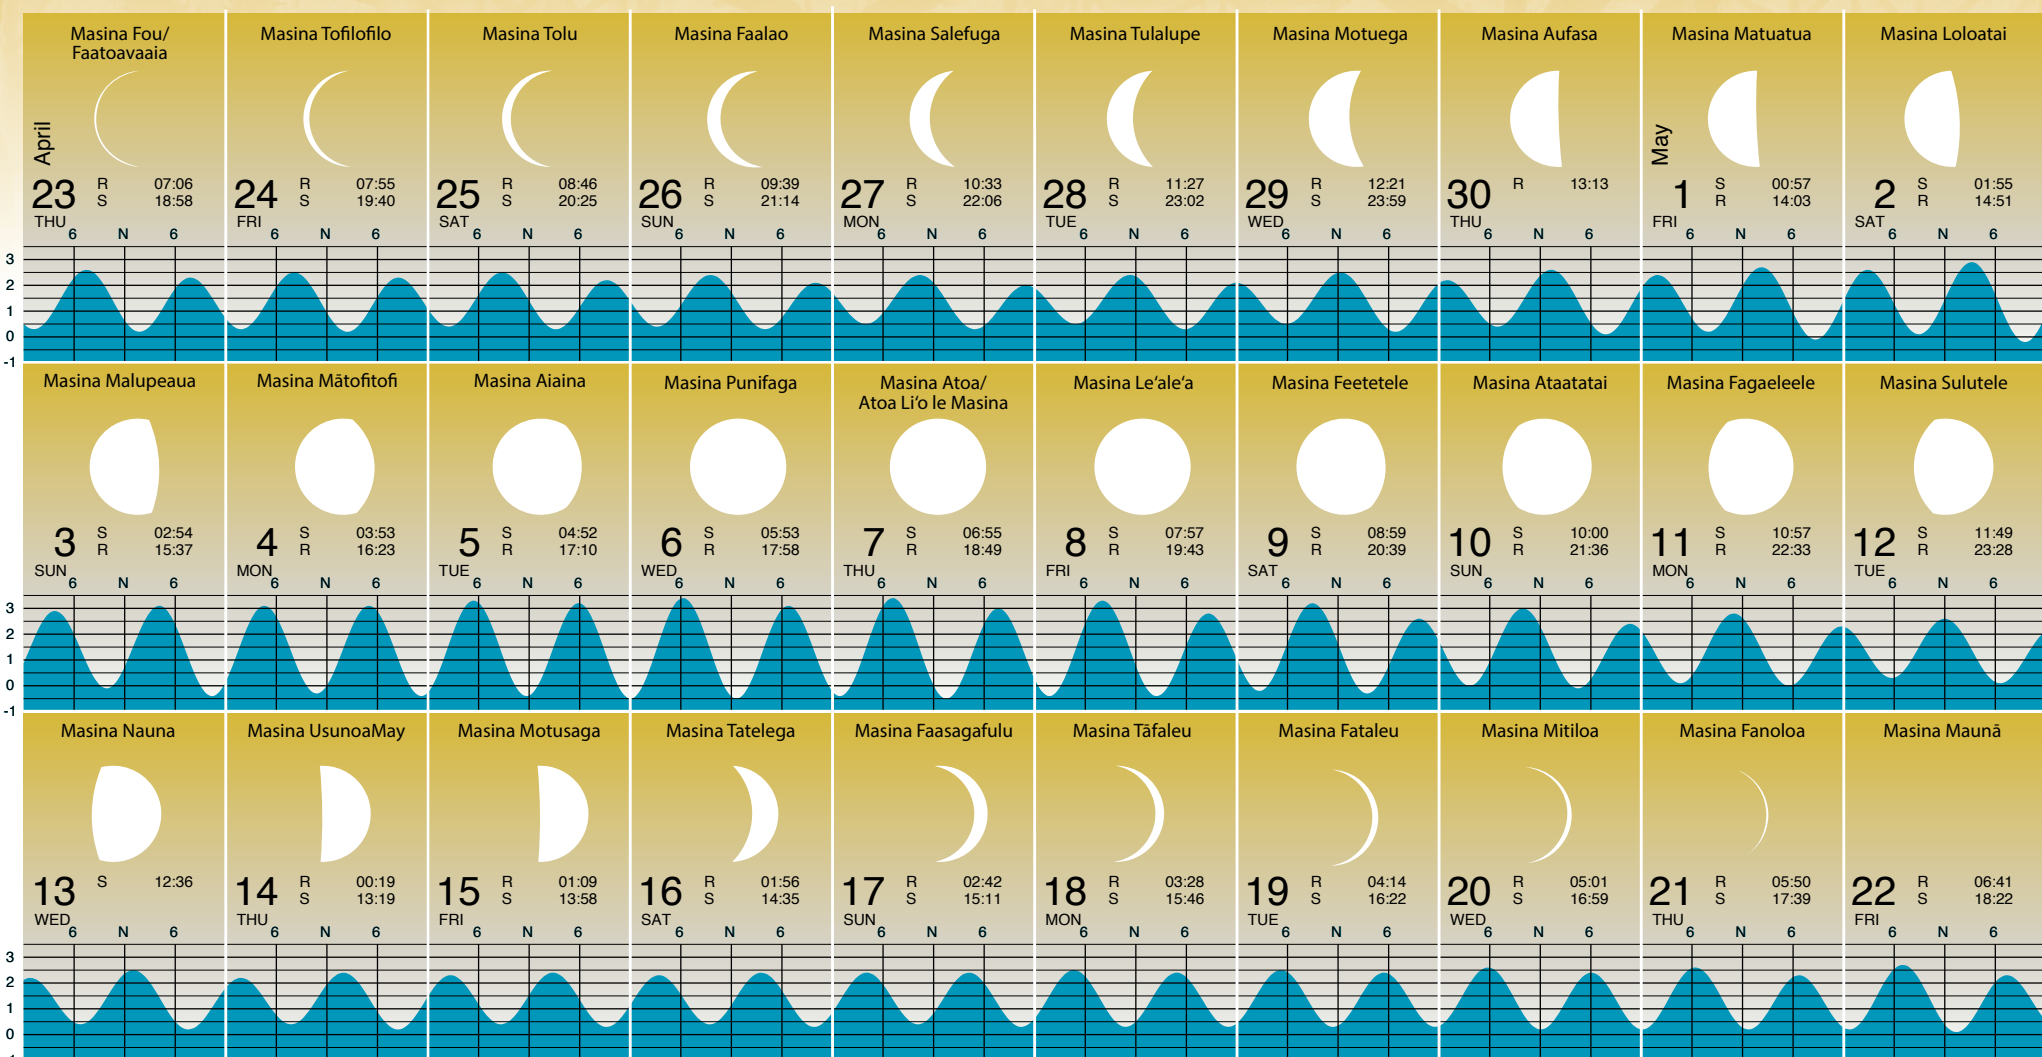 Masina Fou/
Faatoavaaia
Masina Tofilofilo
Masina Tolu
Masina Faalao
Masina Salefuga
Masina Tulalupe
Masina Motuega
Masina Aufasa
Masina Matuatua
Masina Loloatai
April
May
23 R 07:06
S 18:58
THU
24 R 07:55
S 19:40
FRI
25 R 08:46
S 20:25
SAT
26 R 09:39
S 21:14
SUN
27 R 10:33
S 22:06
MON
28 R 11:27
S 23:02
TUE
29 R 12:21
S 23:59
WED
30 R 13:13
THU
1 S 00:57
R 14:03
FRI
2 S 01:55
R 14:51
SAT
6 N 6 6 N 6 6 N 6 6 N 6 6 N 6 6 N 6 6 N 6 6 N 6 6 N 6 6 N 6
3
2
1
0
-1
Masina Malupeaua
Masina Mātofitofi
Masina Aiaina
Masina Punifaga
Masina Atoa/
Atoa Li‘o le Masina
Masina Le‘ale‘a
Masina Feetetele
Masina Ataatatai
Masina Fagaeleele
Masina Sulutele
3 S 02:54
R 15:37
SUN
4 S 03:53
R 16:23
MON
5 S 04:52
R 17:10
TUE
6 S 05:53
R 17:58
WED
7 S 06:55
R 18:49
THU
8 S 07:57
R 19:43
FRI
9 S 08:59
R 20:39
SAT
10 S 10:00
R 21:36
SUN
11 S 10:57
R 22:33
MON
12 S 11:49
R 23:28
TUE
6 N 6 6 N 6 6 N 6 6 N 6 6 N 6 6 N 6 6 N 6 6 N 6 6 N 6 6 N 6
3
2
1
0
-1
Masina Nauna
Masina UsunoaMay
Masina Motusaga
Masina Tatelega
Masina Faasagafulu
Masina Tāfaleu
Masina Fataleu
Masina Mitiloa
Masina Fanoloa
Masina Maunā
13 S 12:36
WED
14 R 00:19
S 13:19
THU
15 R 01:09
S 13:58
FRI
16 R 01:56
S 14:35
SAT
17 R 02:42
S 15:11
SUN
18 R 03:28
S 15:46
MON
19 R 04:14
S 16:22
TUE
20 R 05:01
S 16:59
WED
21 R 05:50
S 17:39
THU
22 R 06:41
S 18:22
FRI
6 N 6 6 N 6 6 N 6 6 N 6 6 N 6 6 N 6 6 N 6 6 N 6 6 N 6 6 N 6
3
2
1
0